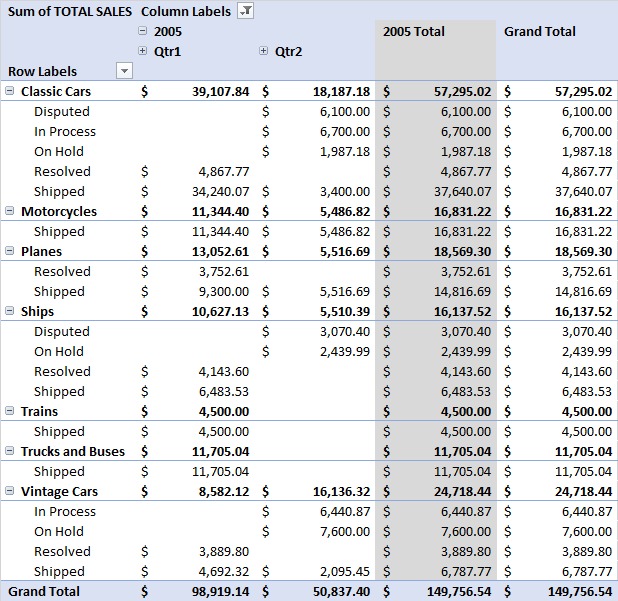 Sum of TOTAL SALES Column Labels
2005 2005 Total Grand Total
Qtr1 Qtr2
Row Labels
Classic Cars $ 39,107.84 $ 18,187.18 $ 57,295.02 $ 57,295.02
Disputed $ 6,100.00 $ 6,100.00 $ 6,100.00
In Process $ 6,700.00 $ 6,700.00 $ 6,700.00
On Hold $ 1,987.18 $ 1,987.18 $ 1,987.18
Resolved $ 4,867.77 $ 4,867.77 $ 4,867.77
Shipped $ 34,240.07 $ 3,400.00 $ 37,640.07 $ 37,640.07
Motorcycles $ 11,344.40 $ 5,486.82 $ 16,831.22 $ 16,831.22
Shipped $ 11,344.40 $ 5,486.82 $ 16,831.22 $ 16,831.22
Planes $ 13,052.61 $ 5,516.69 $ 18,569.30 $ 18,569.30
Resolved $ 3,752.61 $ 3,752.61 $ 3,752.61
Shipped $ 9,300.00 $ 5,516.69 $ 14,816.69 $ 14,816.69
Ships $ 10,627.13 $ 5,510.39 $ 16,137.52 $ 16,137.52
Disputed $ 3,070.40 $ 3,070.40 $ 3,070.40
On Hold $ 2,439.99 $ 2,439.99 $ 2,439.99
Resolved $ 4,143.60 $ 4,143.60 $ 4,143.60
Shipped $ 6,483.53 $ 6,483.53 $ 6,483.53
Trains $ 4,500.00 $ 4,500.00 $ 4,500.00
Shipped $ 4,500.00 $ 4,500.00 $ 4,500.00
Trucks and Buses $ 11,705.04 $ 11,705.04 $ 11,705.04
Shipped $ 11,705.04 $ 11,705.04 $ 11,705.04
Vintage Cars $ 8,582.12 $ 16,136.32 $ 24,718.44 $ 24,718.44
In Process $ 6,440.87 $ 6,440.87 $ 6,440.87
On Hold $ 7,600.00 $ 7,600.00 $ 7,600.00
Resolved $ 3,889.80 $ 3,889.80 $ 3,889.80
Shipped $ 4,692.32 $ 2,095.45 $ 6,787.77 $ 6,787.77
Grand Total $ 98,919.14 $ 50,837.40 $ 149,756.54 $ 149,756.54